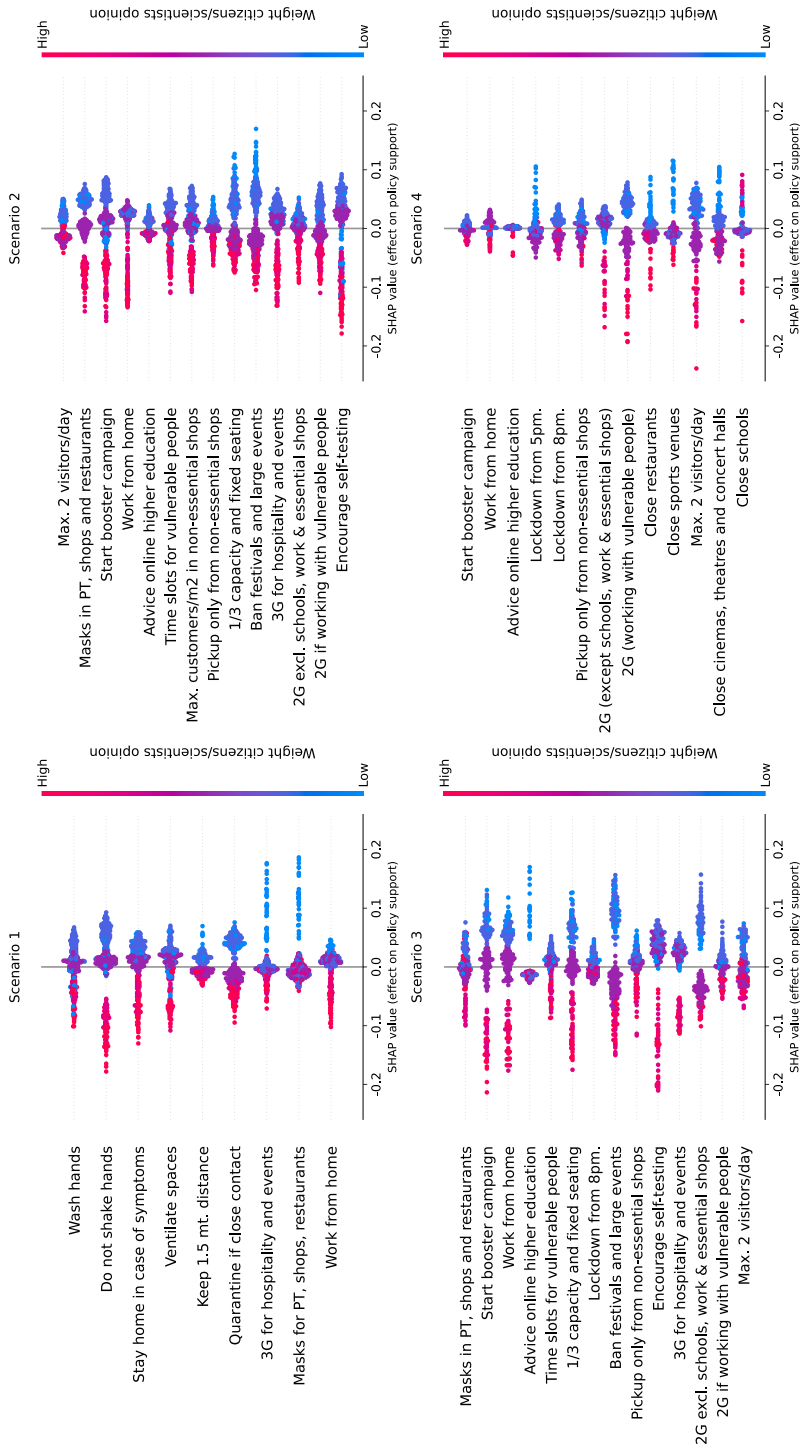 Scenario 1
Wash hands
Do not shake hands
Stay home in case of symptoms
Ventilate spaces
Keep 1.5 mt. distance
Quarantine if close contact
3G for hospitality and events
Masks for PT, shops, restaurants
Work from home
-0.2
-0.1
0.0
0.1
0.2
SHAP value (effect on policy support)
High
Low
Weight citizens/scientists opinion
Scenario 2
Max. 2 visitors/day
Masks in PT, shops and restaurants
Start booster campaign
Work from home
Advice online higher education
Time slots for vulnerable people
Max. customers/m2 in non-essential shops
Pickup only from non-essential shops
1/3 capacity and fixed seating
Ban festivals and large events
3G for hospitality and events
2G excl. schools, work & essential shops
2G if working with vulnerable people
Encourage self-testing
-0.2
-0.1
0.0
0.1
0.2
SHAP value (effect on policy support)
High
Low
Weight citizens/scientists opinion
Scenario 3
Masks in PT, shops and restaurants
Start booster campaign
Work from home
Advice online higher education
Time slots for vulnerable people
1/3 capacity and fixed seating
Lockdown from 8pm.
Ban festivals and large events
Pickup only from non-essential shops
Encourage self-testing
3G for hospitality and events
2G excl. schools, work & essential shops
2G if working with vulnerable people
Max. 2 visitors/day
-0.2
-0.1
0.0
0.1
0.2
SHAP value (effect on policy support)
High
Low
Weight citizens/scientists opinion
Scenario 4
Start booster campaign
Work from home
Advice online higher education
Lockdown from 5pm.
Lockdown from 8pm.
Pickup only from non-essential shops
2G (except schools, work & essential shops)
2G (working with vulnerable people)
Close restaurants
Close sports venues
Max. 2 visitors/day
Close cinemas, theatres and concert halls
Close schools
-0.2
-0.1
0.0
0.1
0.2
SHAP value (effect on policy support)
High
Low
Weight citizens/scientists opinion